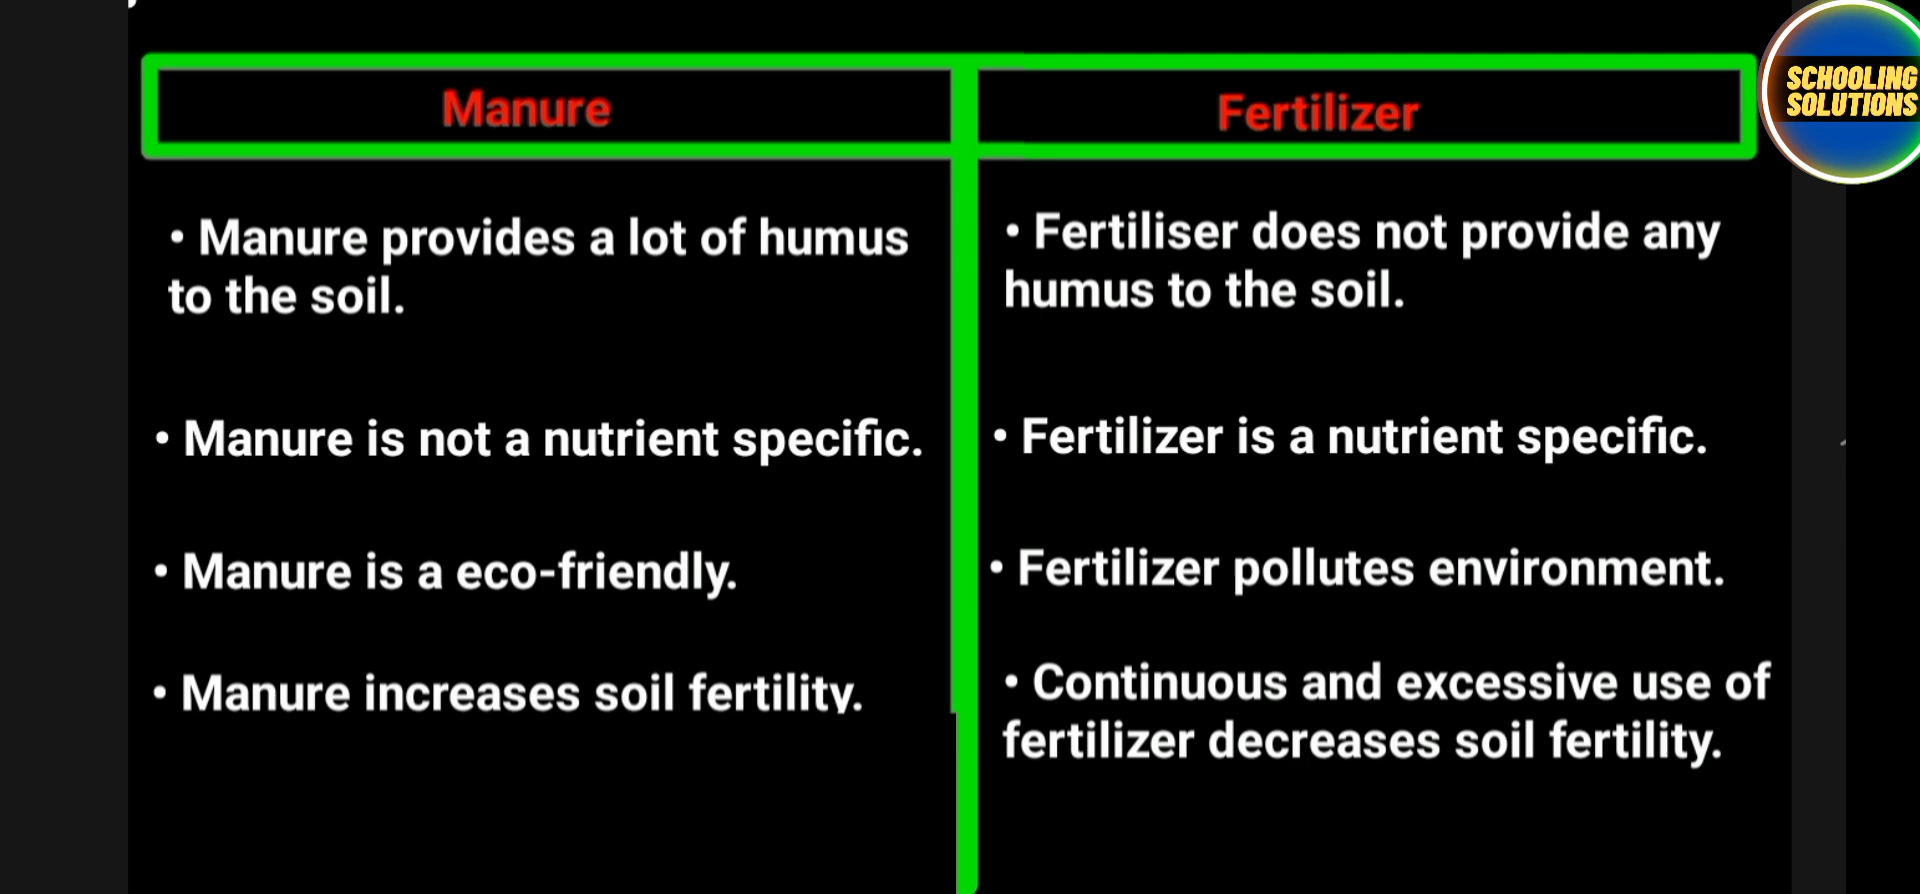 Manure
Fertilizer
• Manure provides a lot of humus
to the soil.
• Fertiliser does not provide any
humus to the soil.
• Manure is not a nutrient specific.
• Fertilizer is a nutrient specific.
• Manure is a eco-friendly.
• Fertilizer pollutes environment.
• Manure increases soil fertility.
• Continuous and excessive use of
fertilizer decreases soil fertility.
SCHOOLING
SOLUTIONS